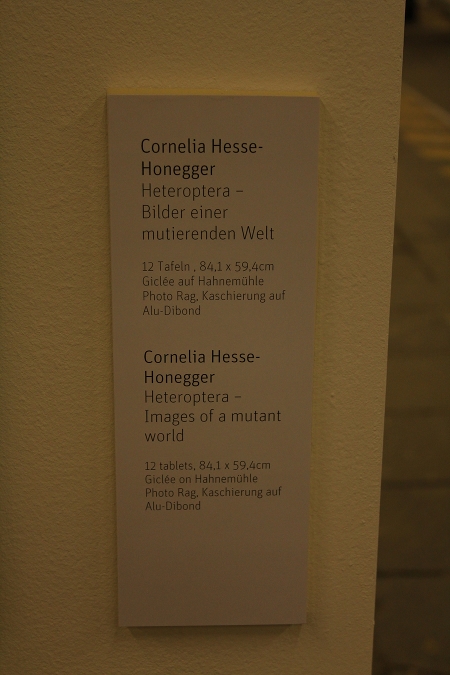 Cornelia Hesse-
Honegger
Heteroptera –
Bilder einer
mutierenden Welt
12 Tafeln , 84,1 x 59,4cm
Giclée auf Hahnemühle
Photo Rag, Kaschierung auf
Alu-Dibond
Cornelia Hesse-
Honegger
Heteroptera –
Images of a mutant
world
12 tablets, 84,1 x 59,4cm
Giclée on Hahnemühle
Photo Rag, Kaschierung auf
Alu-Dibond